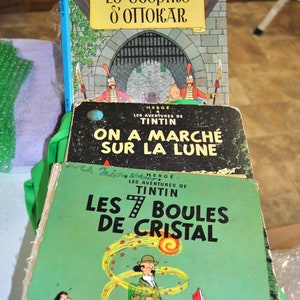 LE SCEPTRE
D'OTTOKAR
HERGÉ
LES AVENTURES DE
TINTIN
ON A MARCHÉ
SUR LA LUNE
HERGÉ
LES AVENTURES DE
TINTIN
LES 7 BOULES
DE CRISTAL